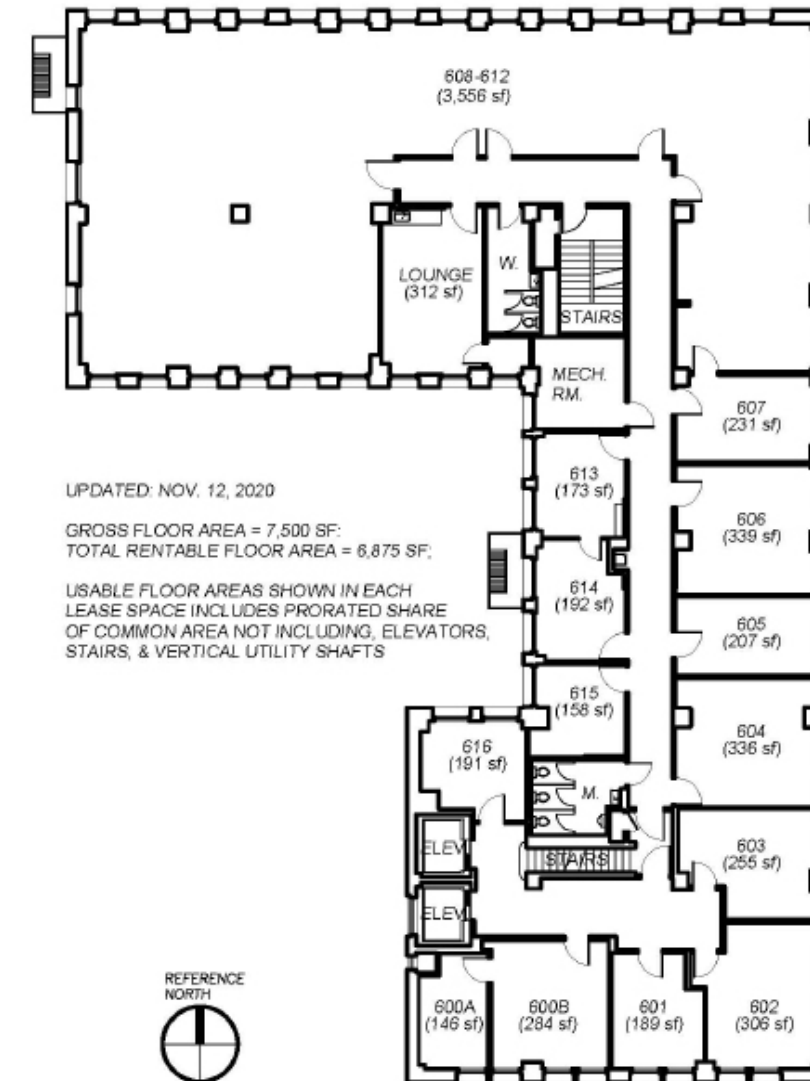 608-612
(3,556 sf)
LOUNGE
(312 sf)
W.
STAIRS
MECH.
RM.
607
(231 sf)
613
(173 sf)
606
(339 sf)
UPDATED: NOV. 12, 2020
GROSS FLOOR AREA = 7,500 SF:
TOTAL RENTABLE FLOOR AREA = 6,875 SF;
USABLE FLOOR AREAS SHOWN IN EACH
LEASE SPACE INCLUDES PRORATED SHARE
OF COMMON AREA NOT INCLUDING, ELEVATORS,
STAIRS, & VERTICAL UTILITY SHAFTS
614
(192 sf)
605
(207 sf)
615
(158 sf)
604
(336 sf)
616
(191 sf)
M.
ELEV.
STAIRS
603
(255 sf)
ELEV.
REFERENCE
NORTH
600A
(146 sf)
600B
(284 sf)
601
(189 sf)
602
(306 sf)